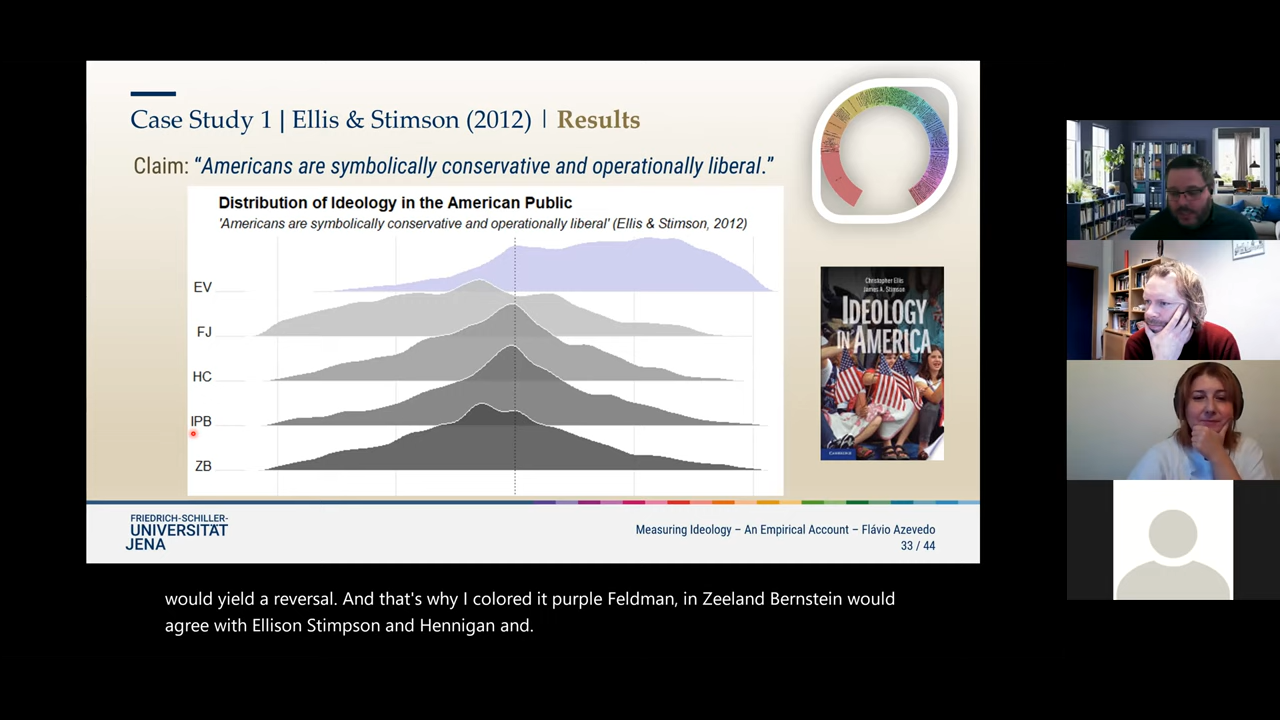 Case Study 1 | Ellis & Stimson (2012) | Results
Claim: “Americans are symbolically conservative and operationally liberal.”
Distribution of Ideology in the American Public
'Americans are symbolically conservative and operationally liberal' (Ellis & Stimson, 2012)
EV
FJ
HC
IPB
ZB
Christopher Ellis
James A. Stimson
IDEOLOGY
IN AMERICA
CAMBRIDGE
FRIEDRICH-SCHILLER-
UNIVERSITÄT
JENA
Measuring Ideology – An Empirical Account – Flávio Azevedo
33 / 44
would yield a reversal. And that's why I colored it purple Feldman, in Zeeland Bernstein would
agree with Ellison Stimpson and Hennigan and.